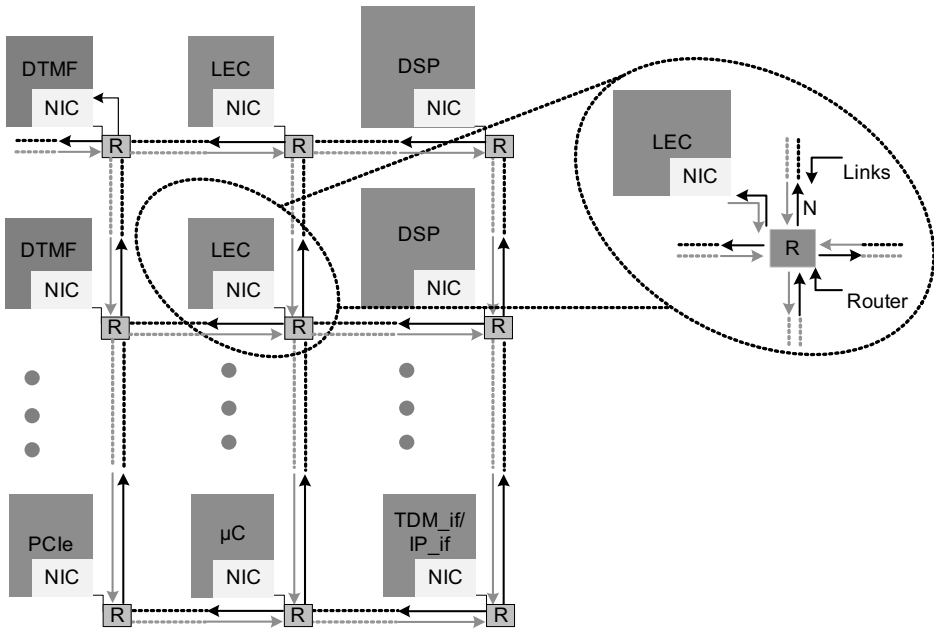 DTMF
NIC
R
LEC
NIC
R
DSP
NIC
R
DTMF
NIC
R
LEC
NIC
R
DSP
NIC
R
PCIe
NIC
R
µC
NIC
R
TDM_if/
IP_if
NIC
R
LEC
NIC
Links
N
R
Router